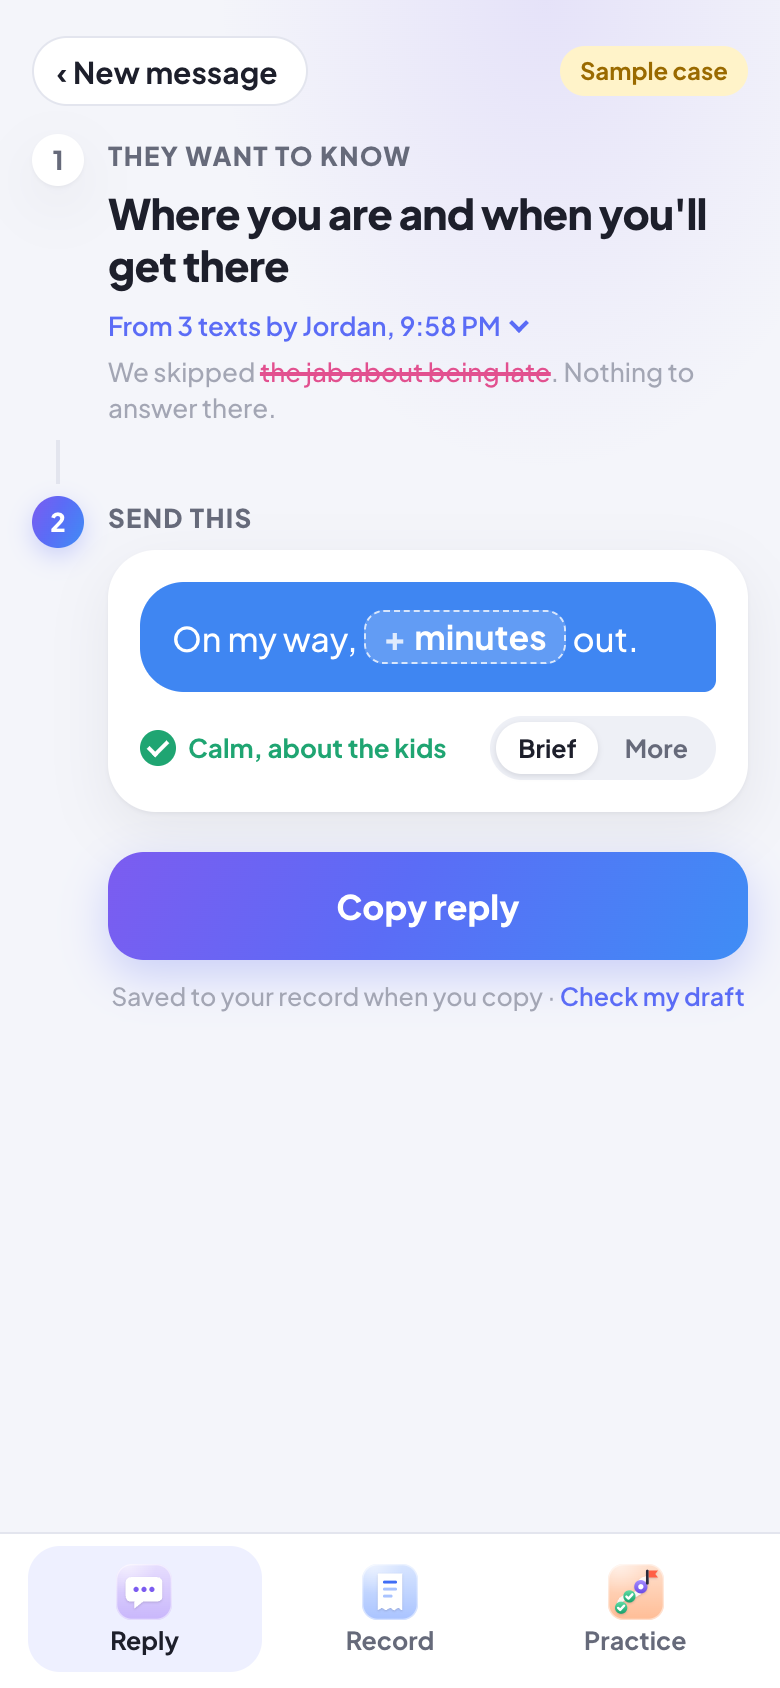 ‹ New message
Sample case
1
THEY WANT TO KNOW
Where you are and when you'll
get there
From 3 texts by Jordan, 9:58 PM
We skipped the jab about being late. Nothing to
answer there.
2
SEND THIS
On my way, + minutes out.
Calm, about the kids
Brief
More
Copy reply
Saved to your record when you copy · Check my draft
Reply
Record
Practice